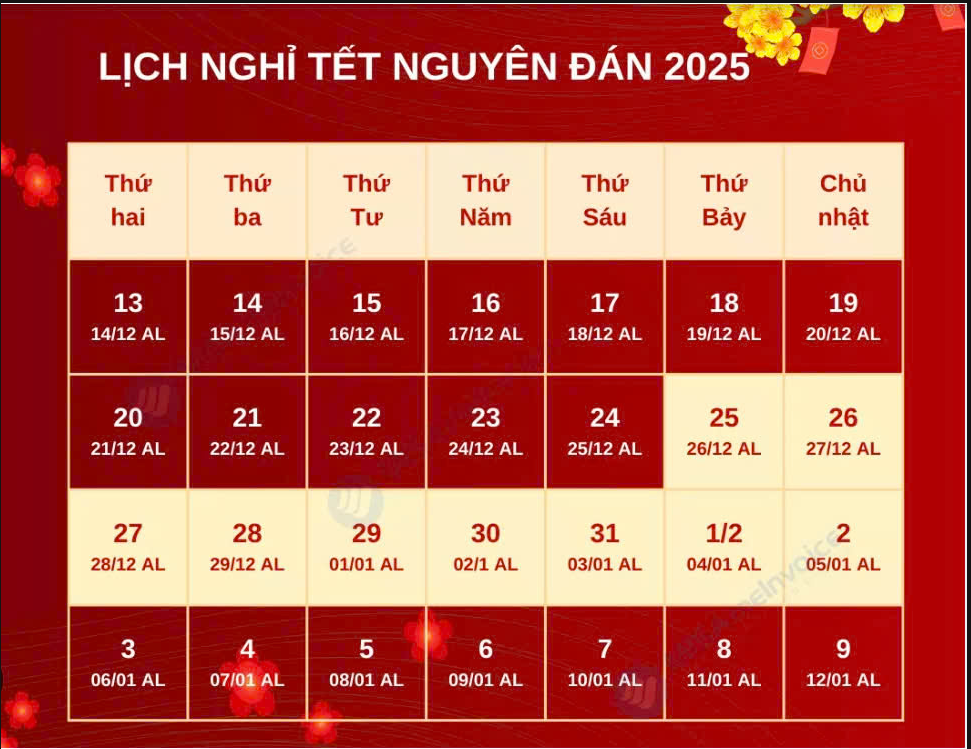 LỊCH NGHỈ TẾT NGUYÊN ĐÁN 2025
Thứ hai
Thứ ba
Thứ Tư
Thứ Năm
Thứ Sáu
Thứ Bảy
Chủ nhật
13 14 15 16 17 18 19
14/12 AL 15/12 AL 16/12 AL 17/12 AL 18/12 AL 19/12 AL 20/12 AL
20 21 22 23 24 25 26
21/12 AL 22/12 AL 23/12 AL 24/12 AL 25/12 AL 26/12 AL 27/12 AL
27 28 29 30 31 1/2 2
28/12 AL 29/12 AL 01/01 AL 02/1 AL 03/01 AL 04/01 AL 05/01 AL
3 4 5 6 7 8 9
06/01 AL 07/01 AL 08/01 AL 09/01 AL 10/01 AL 11/01 AL 12/01 AL